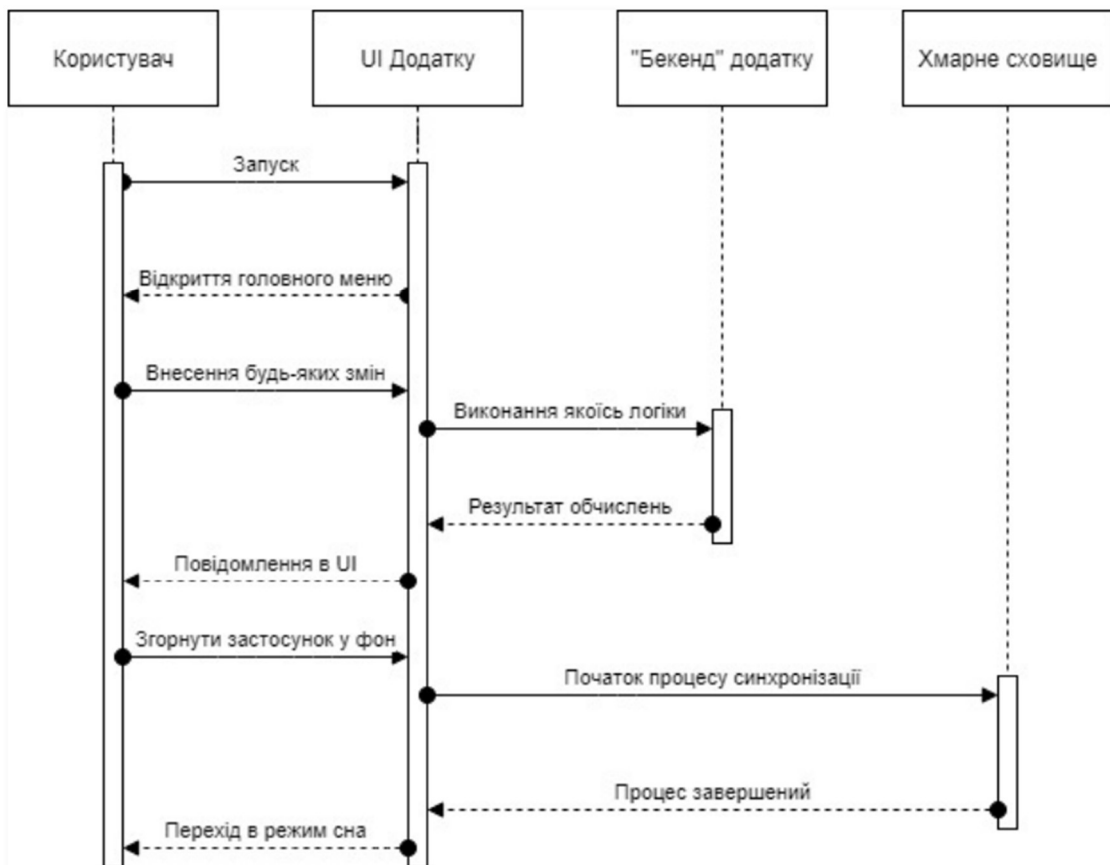 Користувач
UI Додатку
"Бекенд" додатку
Хмарне сховище
Запуск
Відкриття головного меню
Внесення будь-яких змін
Виконання якоїсь логіки
Результат обчислень
Повідомлення в UI
Згорнути застосунок у фон
Початок процесу синхронізації
Процес завершений
Перехід в режим сна